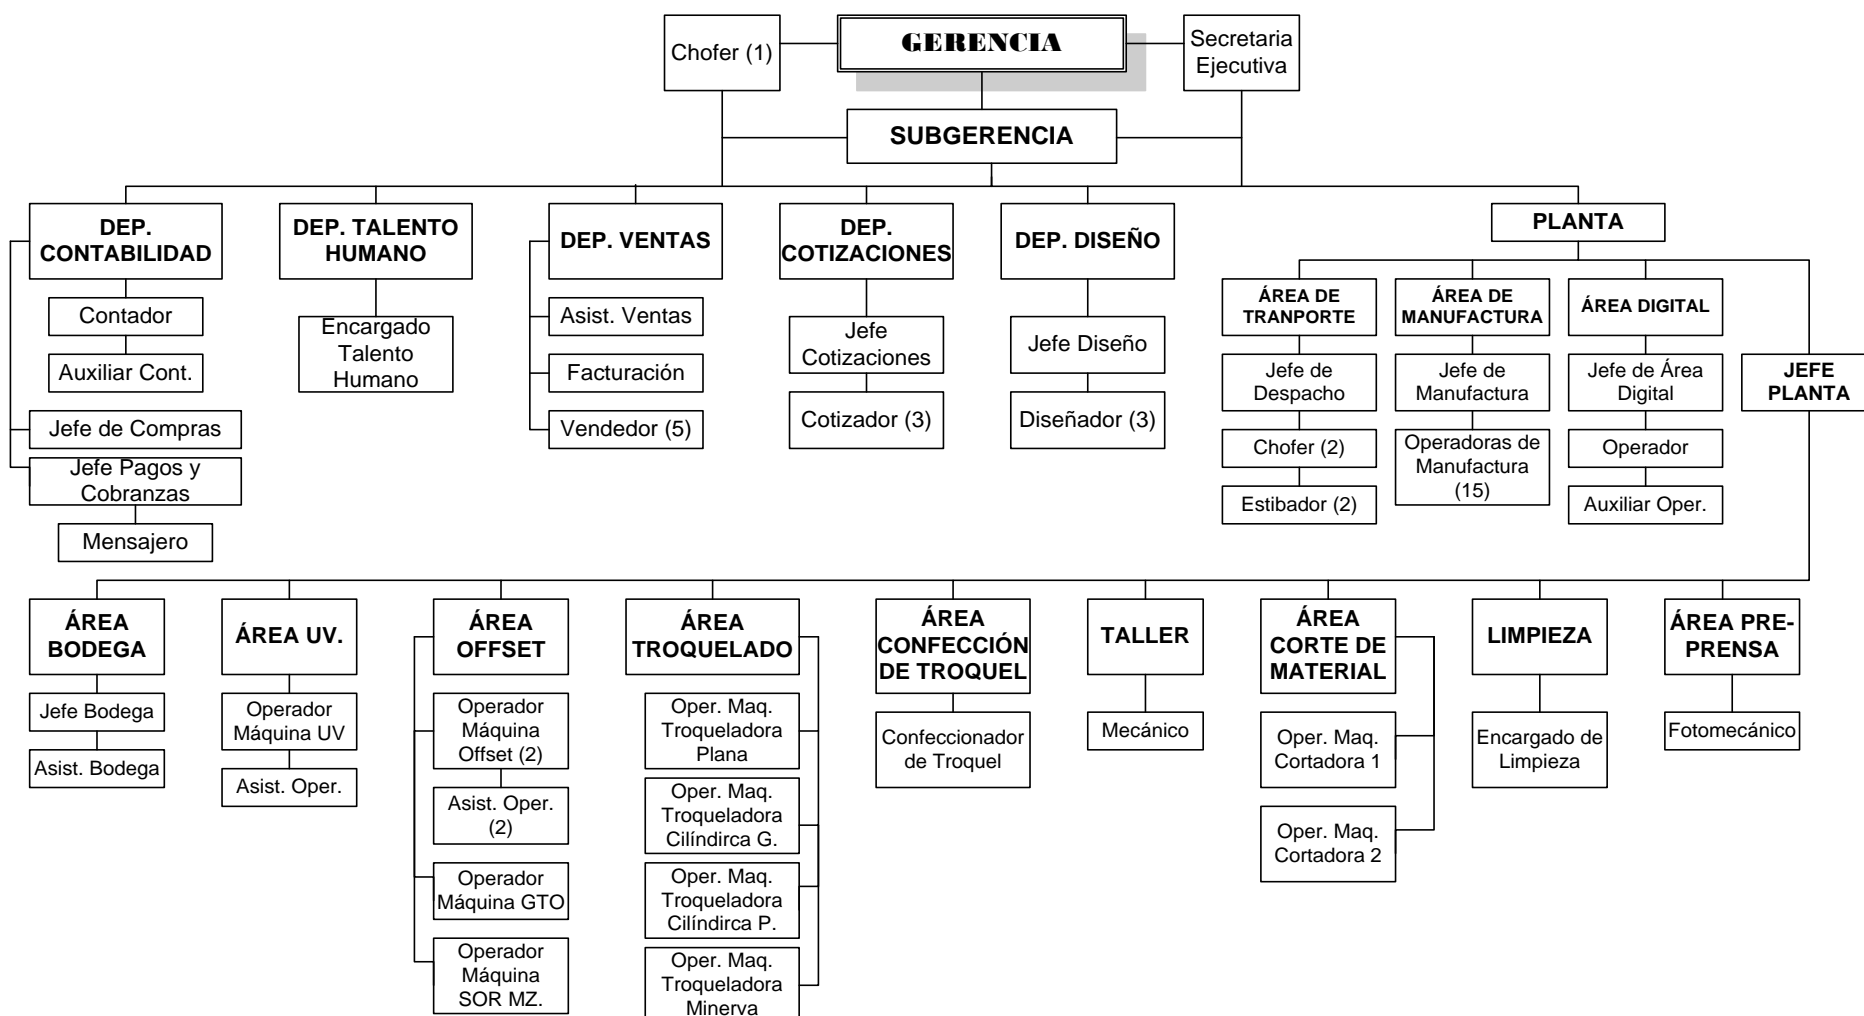 Chofer (1)
GERENCIA
Secretaria
Ejecutiva
SUBGERENCIA
DEP.
CONTABILIDAD
DEP. TALENTO
HUMANO
DEP. VENTAS
DEP.
COTIZACIONES
DEP. DISEÑO
PLANTA
Contador
Auxiliar Cont.
Jefe de Compras
Jefe Pagos y
Cobranzas
Mensajero
Encargado
Talento
Humano
Asist. Ventas
Facturación
Vendedor (5)
Jefe
Cotizaciones
Cotizador (3)
Jefe Diseño
Diseñador (3)
ÁREA DE
TRANPORTE
Jefe de
Despacho
Chofer (2)
Estibador (2)
ÁREA DE
MANUFACTURA
Jefe de
Manufactura
Operadoras de
Manufactura
(15)
ÁREA DIGITAL
Jefe de Área
Digital
Operador
Auxiliar Oper.
JEFE
PLANTA
ÁREA
BODEGA
Jefe Bodega
Asist. Bodega
ÁREA UV.
Operador
Máquina UV
Asist. Oper.
ÁREA
OFFSET
Operador
Máquina
Offset (2)
Asist. Oper.
(2)
Operador
Máquina GTO
Operador
Máquina
SOR MZ.
ÁREA
TROQUELADO
Oper. Maq.
Troqueladora
Plana
Oper. Maq.
Troqueladora
Cilíndirca G.
Oper. Maq.
Troqueladora
Cilíndirca P.
Oper. Maq.
Troqueladora
Minerva
ÁREA
CONFECCIÓN
DE TROQUEL
Confeccionador
de Troquel
TALLER
Mecánico
ÁREA
CORTE DE
MATERIAL
Oper. Maq.
Cortadora 1
Oper. Maq.
Cortadora 2
LIMPIEZA
Encargado de
Limpieza
ÁREA PRE-
PRENSA
Fotomecánico